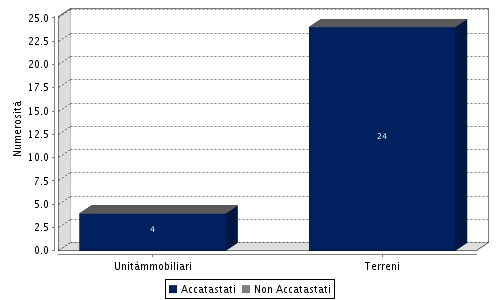 Numerosità
25.0
22.5
20.0
17.5
15.0
12.5
10.0
7.5
5.0
2.5
0.0
4
24
Unitàmmobiliari
Terreni
Accatastati
Non Accatastati